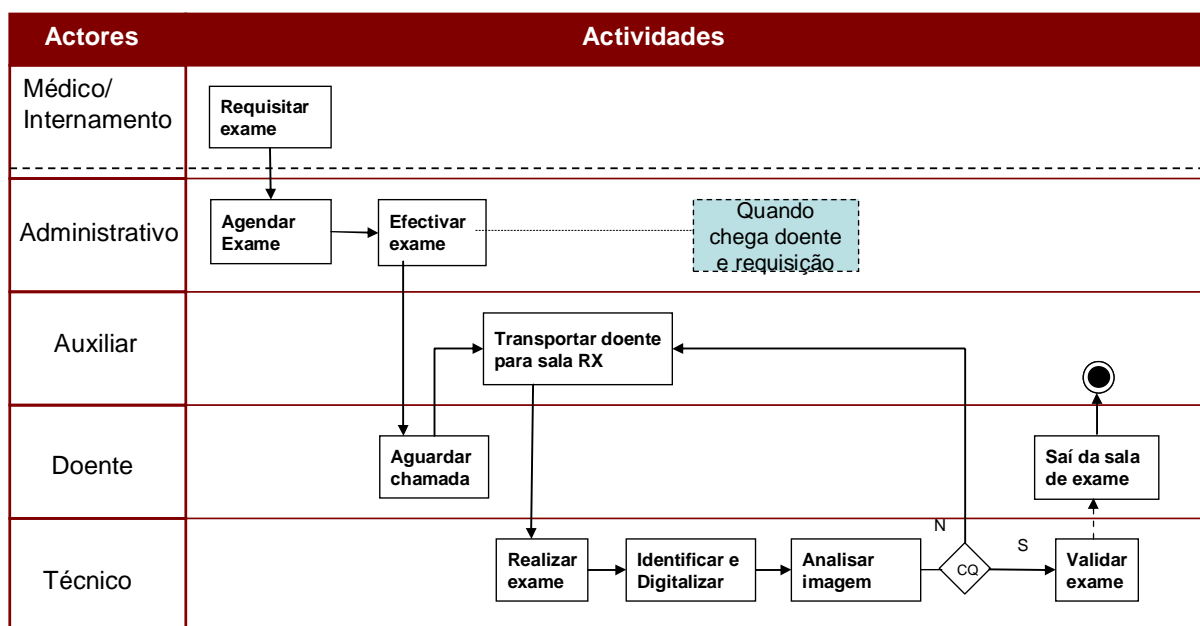 Actores
Actividades
Médico/
Internamento
Requisitar
exame
Administrativo
Agendar
Exame
Efectivar
exame
Quando
chega doente
e requisição
Auxiliar
Transportar doente
para sala RX
Doente
Aguardar
chamada
Saí da sala
de exame
Técnico
Realizar
exame
Identificar e
Digitalizar
Analisar
imagem
N
CQ
S
Validar
exame